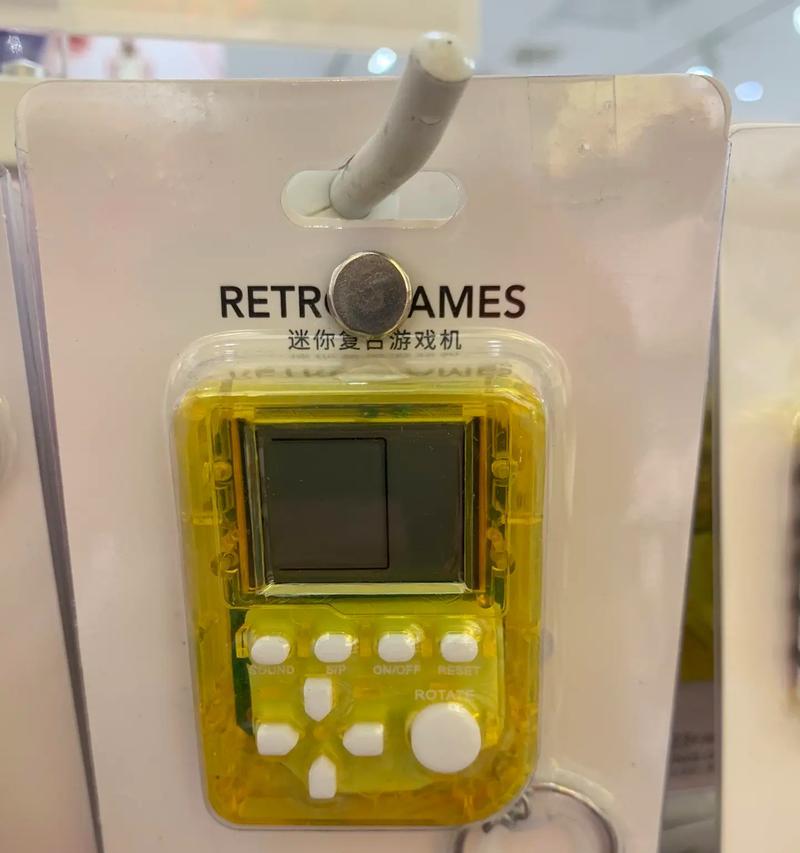 RETR AMES
迷你复古游戏机
SOUND S/P ON/OFF RESET
ROTATE